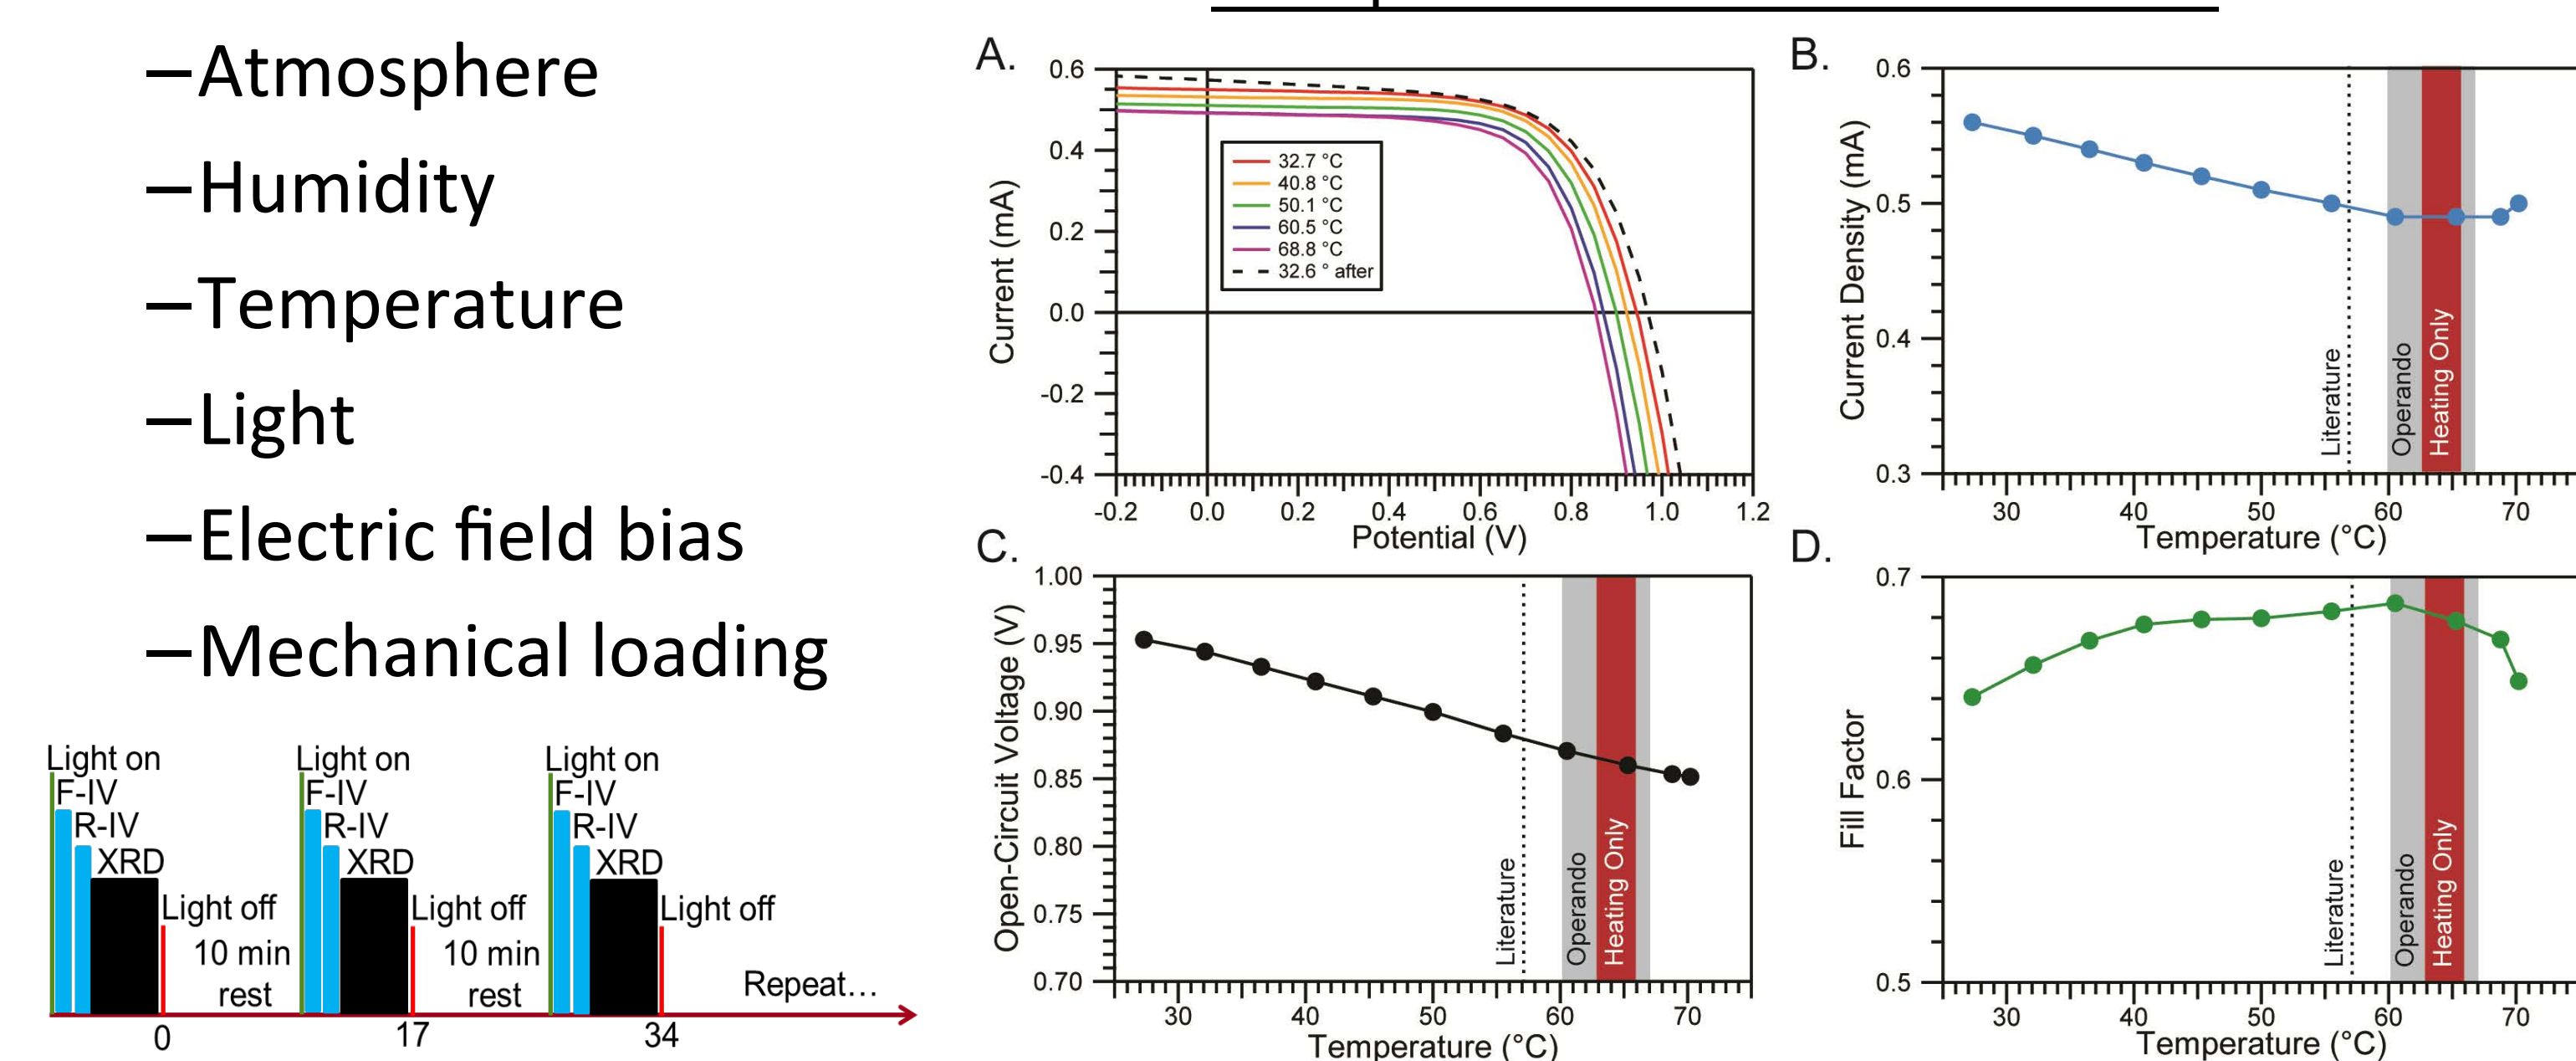 –Atmosphere
–Humidity
–Temperature
–Light
–Electric field bias
–Mechanical loading
Light on
F-IV
R-IV
XRD
Light off
10 min
rest
0
Light on
F-IV
R-IV
XRD
Light off
10 min
rest
17
Light on
F-IV
R-IV
XRD
Light off
34
Repeat...
A.
Current (mA)
0.6
0.4
0.2
0.0
-0.2
-0.4
32.7 °C
40.8 °C
50.1 °C
60.5 °C
68.8 °C
32.6 ° after
-0.2 0.0 0.2 0.4 0.6 0.8 1.0 1.2
Potential (V)
B.
Current Density (mA)
0.6
0.5
0.4
0.3
Literature
Operando
Heating Only
30 40 50 60 70
Temperature (°C)
C.
Open-Circuit Voltage (V)
1.00
0.95
0.90
0.85
0.80
0.75
0.70
Literature
Operando
Heating Only
30 40 50 60 70
Temperature (°C)
D.
Fill Factor
0.7
0.6
0.5
Literature
Operando
Heating Only
30 40 50 60 70
Temperature (°C)